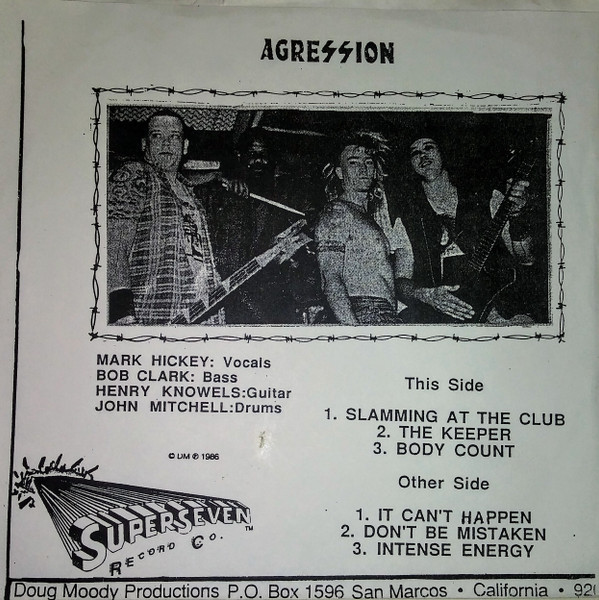 AGRESSION
MARK HICKEY: Vocals
BOB CLARK: Bass
HENRY KNOWELS:Guitar
JOHN MITCHELL:Drums
© UM ℗ 1986
This Side
1. SLAMMING AT THE CLUB
2. THE KEEPER
3. BODY COUNT
Other Side
1. IT CAN'T HAPPEN
2. DON'T BE MISTAKEN
3. INTENSE ENERGY
SUPERSEVEN™
RECORD CO.
Doug Moody Productions P.O. Box 1596 San Marcos • California • 920